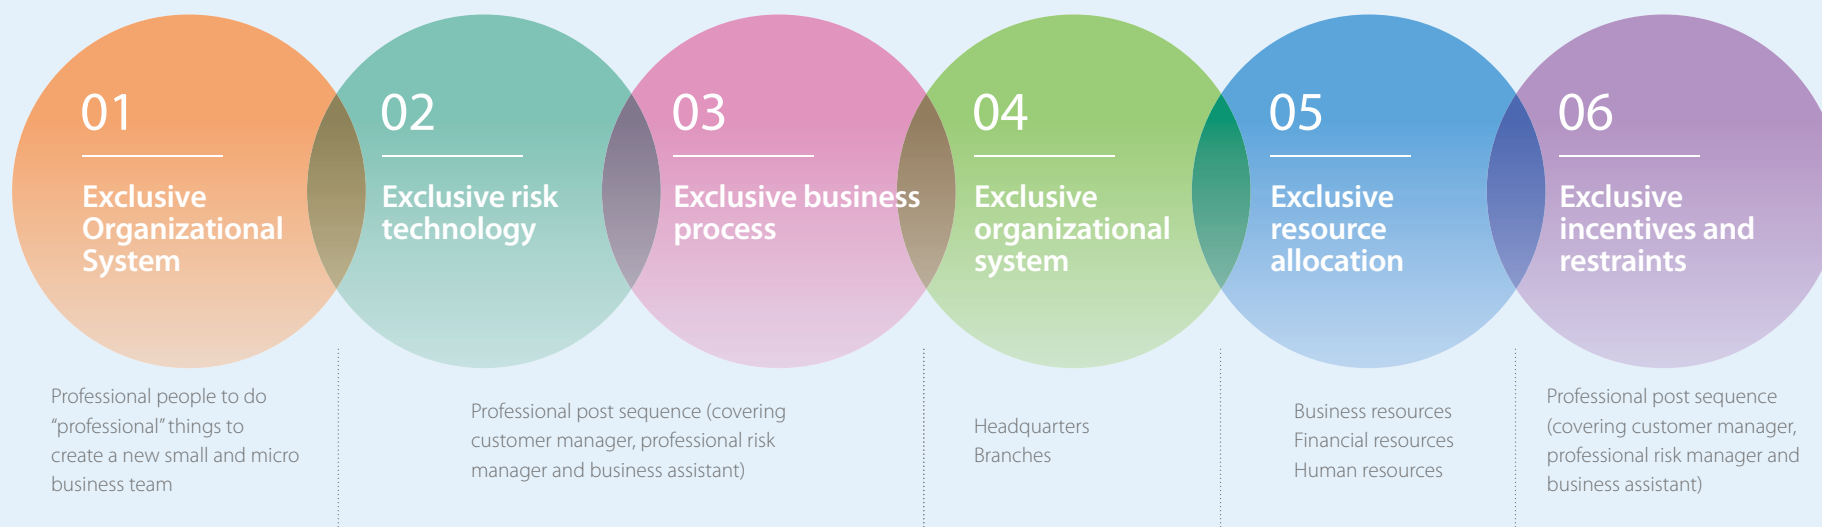 01
Exclusive
Organizational
System
02
Exclusive risk
technology
03
Exclusive business
process
04
Exclusive
organizational
system
05
Exclusive
resource
allocation
06
Exclusive
incentives and
restraints
Professional people to do
“professional” things to
create a new small and micro
business team
Professional post sequence (covering
customer manager, professional risk
manager and business assistant)
Headquarters
Branches
Business resources
Financial resources
Human resources
Professional post sequence
(covering customer manager,
professional risk manager and
business assistant)